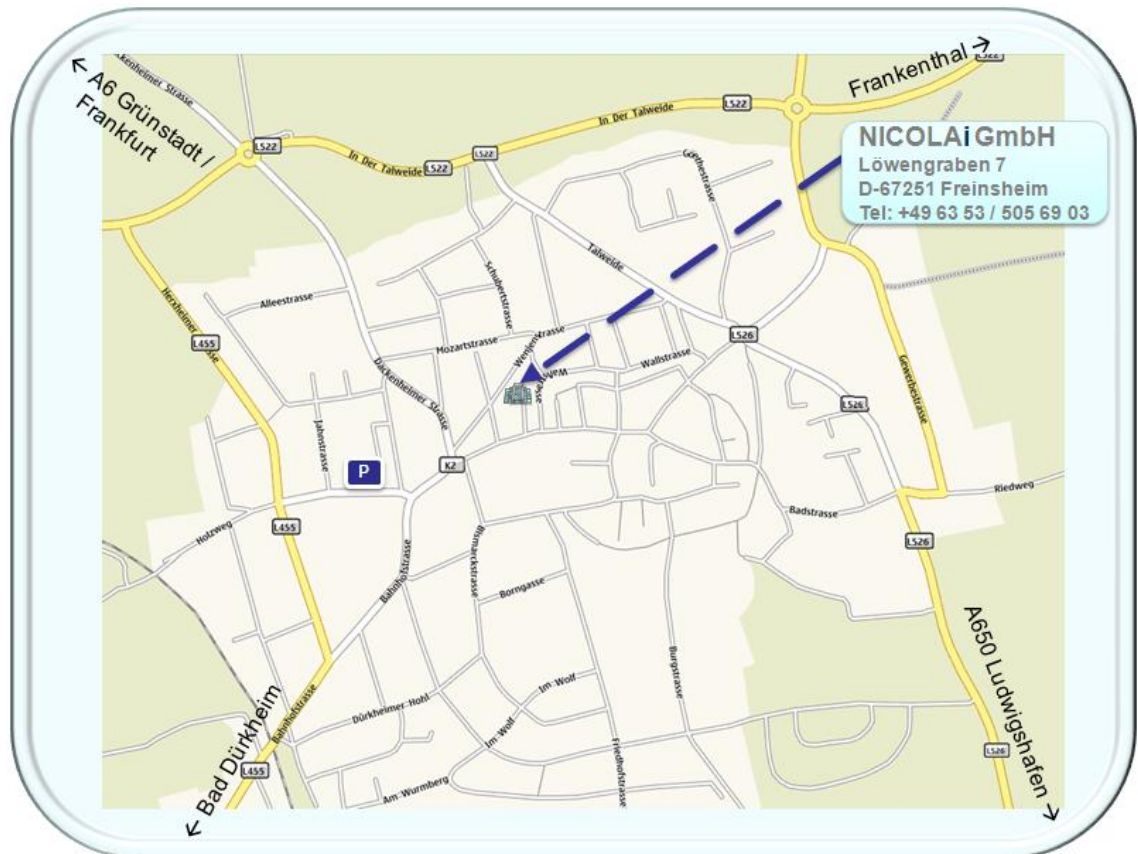 ← A6 Grünstadt /
Frankfurt
Frankenthal →
NICOLAi GmbH
Löwengraben 7
D-67251 Freinsheim
Tel: +49 63 53 / 505 69 03
Dackenheimer Strasse
L522
L522
L522
L522
L522
In Der Talweide
In Der Talweide
Goethestrasse
Talweide
Schubertstrasse
Alleestrasse
Herxheimer Strasse
L455
Mozartstrasse
Wallstrasse
L526
Dackenheimer Strasse
Gewerbestrasse
L526
Jahnstrasse
P
K2
Riedweg
Badstrasse
Holzweg
L455
L526
Bismarckstrasse
Bahnhofstrasse
Borngasse
Burgstrasse
Im Wolf
Dürkheimer Hohl
Im Wolf
Bahnhofstrasse
Friedhofstrasse
L526
L455
Am Wurmberg
← Bad Dürkheim
A650 Ludwigshafen →